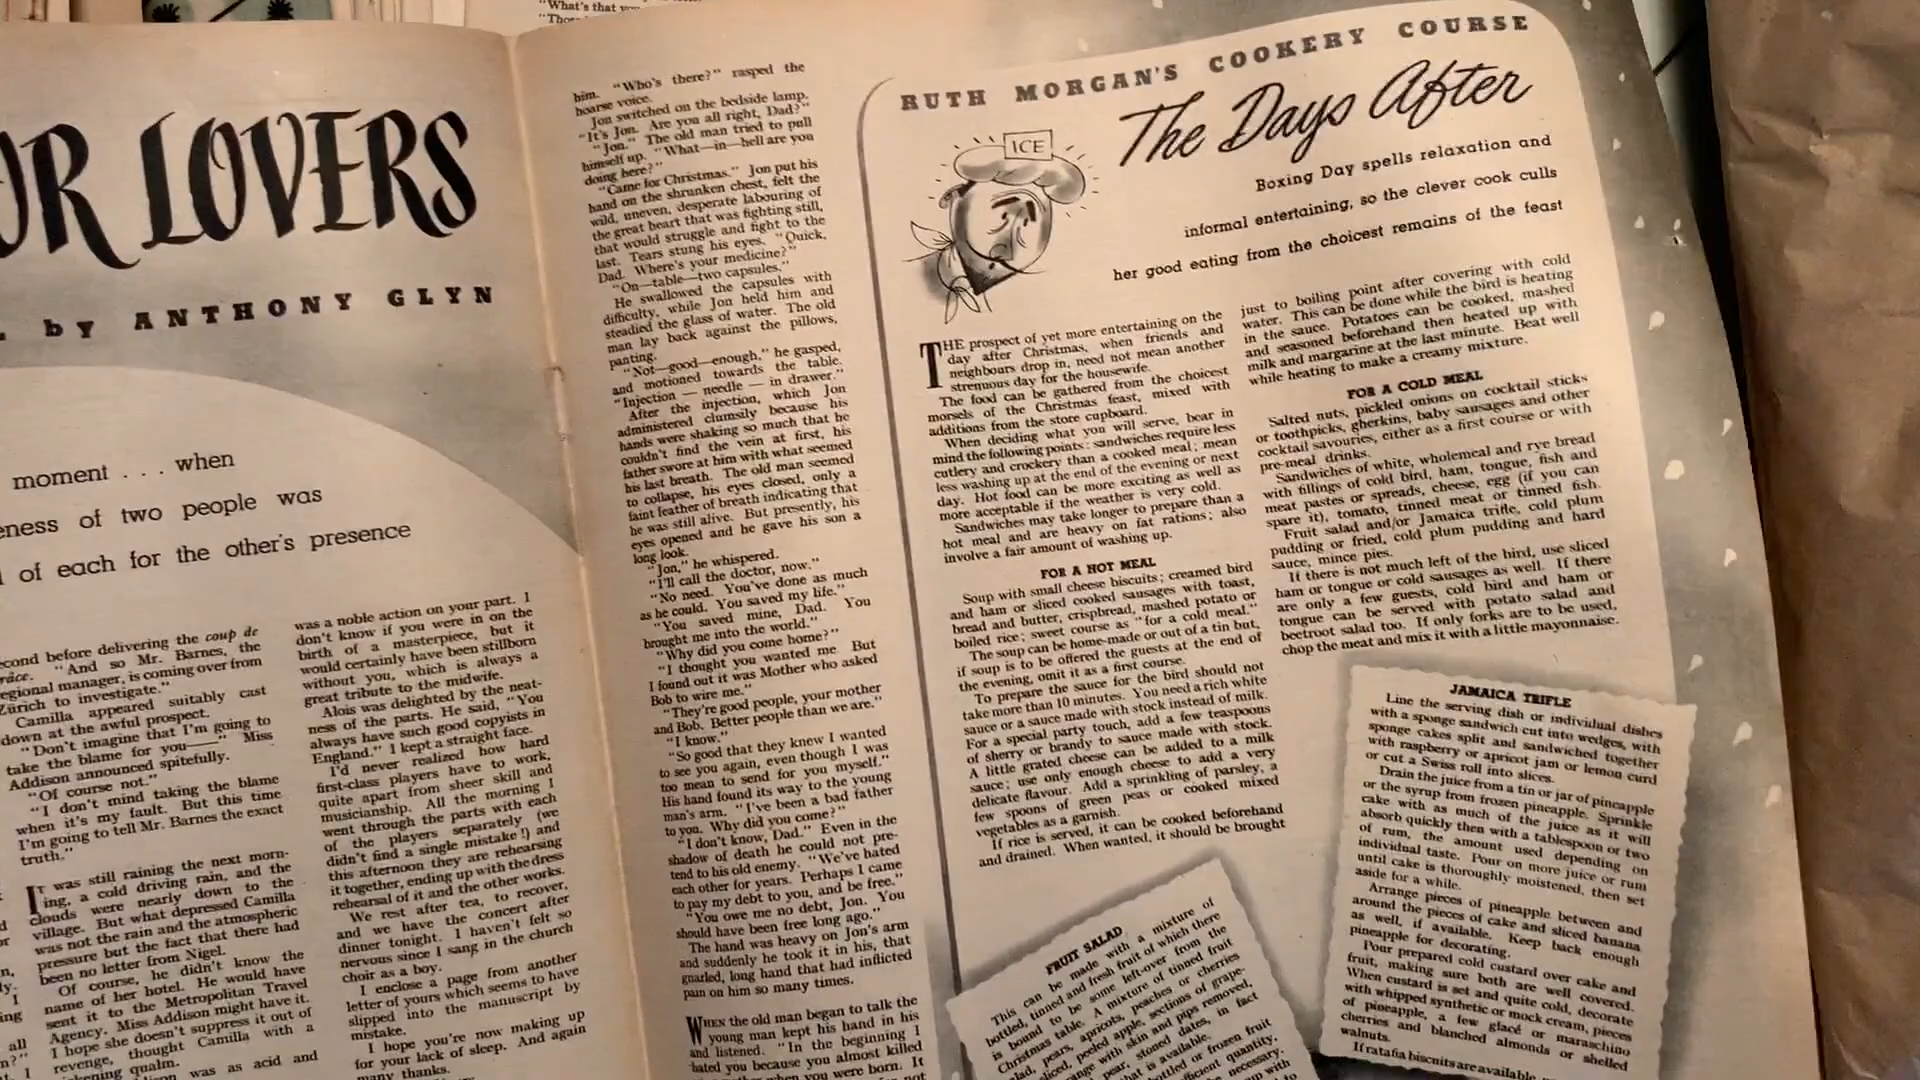 "What's that
OR LOVERS
by ANTHONY GLYN
moment . . . when
eness of two people was
of each for the other's presence
cond before delivering the coup de
râce. "And so Mr. Barnes, the
egional manager, is coming over from
Zürich to investigate."
Camilla appeared suitably cast
down at the awful prospect.
"Don't imagine that I'm going to
take the blame for you——" Miss
Addison announced spitefully.
"Of course not."
"I don't mind taking the blame
when it's my fault. But this time
I'm going to tell Mr. Barnes the exact
truth."
IT was still raining the next morn-
ing, a cold driving rain, and the
clouds were nearly down to the
village. But what depressed Camilla
was not the rain and the atmospheric
pressure but the fact that there had
been no letter from Nigel.
Of course, he didn't know the
name of her hotel. He would have
sent it to the Metropolitan Travel
Agency. Miss Addison might have it.
I hope she doesn't suppress it out of
revenge, thought Camilla with a
qualm.
was as acid and
was a noble action on your part. I
don't know if you were in on the
birth of a masterpiece, but it
would certainly have been stillborn
without you, which is always a
great tribute to the midwife.
Alois was delighted by the neat-
ness of the parts. He said, "You
always have such good copyists in
England." I kept a straight face.
I'd never realized how hard
first-class players have to work,
quite apart from sheer skill and
musicianship. All the morning I
went through the parts with each
of the players separately (we
didn't find a single mistake!) and
this afternoon they are rehearsing
it together, ending up with the dress
rehearsal of it and the other works.
We rest after tea, to recover,
and we have the concert after
dinner tonight. I haven't felt so
nervous since I sang in the church
choir as a boy.
I enclose a page from another
letter of yours which seems to have
slipped into the manuscript by
mistake.
I hope you're now making up
for your lack of sleep. And again
many thanks.
him. "Who's there?" rasped the
hoarse voice.
Jon switched on the bedside lamp.
"It's Jon. Are you all right, Dad?"
"Jon." The old man tried to pull
himself up. "What—in—hell are you
doing here?"
"Came for Christmas." Jon put his
hand on the shrunken chest, felt the
wild, uneven, desperate labouring of
the great heart that was fighting still,
that would struggle and fight to the
last. Tears stung his eyes. "Quick,
Dad. Where's your medicine?"
"On—table—two capsules."
He swallowed the capsules with
difficulty, while Jon held him and
steadied the glass of water. The old
man lay back against the pillows,
panting.
"Not—good—enough," he gasped,
and motioned towards the table.
"Injection — needle — in drawer."
After the injection, which Jon
administered clumsily because his
hands were shaking so much that he
couldn't find the vein at first, his
father swore at him with what seemed
his last breath. The old man seemed
to collapse, his eyes closed, only a
faint feather of breath indicating that
he was still alive. But presently, his
eyes opened and he gave his son a
long look.
"Jon," he whispered.
"I'll call the doctor, now."
"No need. You've done as much
as he could. You saved my life."
"You saved mine, Dad. You
brought me into the world."
"Why did you come home?"
"I thought you wanted me. But
I found out it was Mother who asked
Bob to wire me."
"They're good people, your mother
and Bob. Better people than we are."
"I know."
"So good that they knew I wanted
to see you again, even though I was
too mean to send for you myself."
His hand found its way to the young
man's arm. "I've been a bad father
to you. Why did you come?"
"I don't know, Dad." Even in the
shadow of death he could not pre-
tend to his old enemy. "We've hated
each other for years. Perhaps I came
to pay my debt to you, and be free."
"You owe me no debt, Jon. You
should have been free long ago."
The hand was heavy on Jon's arm
and suddenly he took it in his, that
gnarled, long hand that had inflicted
pain on him so many times.
WHEN the old man began to talk the
young man kept his hand in his
and listened. "In the beginning I
hated you because you almost killed
when you were born. It
RUTH MORGAN'S COOKERY COURSE
The Days After
ICE
Boxing Day spells relaxation and
informal entertaining, so the clever cook culls
her good eating from the choicest remains of the feast
THE prospect of yet more entertaining on the
day after Christmas, when friends and
neighbours drop in, need not mean another
strenuous day for the housewife.
The food can be gathered from the choicest
morsels of the Christmas feast, mixed with
additions from the store cupboard.
When deciding what you will serve, bear in
mind the following points: sandwiches require less
cutlery and crockery than a cooked meal; mean
less washing up at the end of the evening or next
day. Hot food can be more exciting as well as
more acceptable if the weather is very cold.
Sandwiches may take longer to prepare than a
hot meal and are heavy on fat rations; also
involve a fair amount of washing up.
FOR A HOT MEAL
Soup with small cheese biscuits; creamed bird
and ham or sliced cooked sausages with toast,
bread and butter, crispbread, mashed potato or
boiled rice; sweet course as "for a cold meal."
The soup can be home-made or out of a tin but,
if soup is to be offered the guests at the end of
the evening, omit it as a first course.
To prepare the sauce for the bird should not
take more than 10 minutes. You need a rich white
sauce or a sauce made with stock instead of milk.
For a special party touch, add a few teaspoons
of sherry or brandy to sauce made with stock.
A little grated cheese can be added to a milk
sauce; use only enough cheese to add a very
delicate flavour. Add a sprinkling of parsley, a
few spoons of green peas or cooked mixed
vegetables as a garnish.
If rice is served, it can be cooked beforehand
and drained. When wanted, it should be brought
just to boiling point after covering with cold
water. This can be done while the bird is heating
in the sauce. Potatoes can be cooked, mashed
and seasoned beforehand then heated up with
milk and margarine at the last minute. Beat well
while heating to make a creamy mixture.
FOR A COLD MEAL
Salted nuts, pickled onions on cocktail sticks
or toothpicks, gherkins, baby sausages and other
cocktail savouries, either as a first course or with
pre-meal drinks.
Sandwiches of white, wholemeal and rye bread
with fillings of cold bird, ham, tongue, fish and
meat pastes or spreads, cheese, egg (if you can
spare it), tomato, tinned meat or tinned fish.
Fruit salad and/or Jamaica trifle, cold plum
pudding or fried, cold plum pudding and hard
sauce, mince pies.
If there is not much left of the bird, use sliced
ham or tongue or cold sausages as well. If there
are only a few guests, cold bird and ham or
tongue can be served with potato salad and
beetroot salad too. If only forks are to be used,
chop the meat and mix it with a little mayonnaise.
FRUIT SALAD
This can be made with a mixture of
bottled, tinned and fresh fruit of which there
is bound to be some left-over from the
Christmas table. A mixture of tinned fruit
salad, pears, apricots, peaches or cherries
sliced, peeled apple, sections of grape-
with skin and pips removed,
pear, stoned dates, in fact
that is available.
bottled or frozen fruit
sufficient quantity.
necessary.
JAMAICA TRIFLE
Line the serving dish or individual dishes
with a sponge sandwich cut into wedges, with
sponge cakes split and sandwiched together
with raspberry or apricot jam or lemon curd
or cut a Swiss roll into slices.
Drain the juice from a tin or jar of pineapple
or the syrup from frozen pineapple. Sprinkle
cake with as much of the juice as it will
absorb quickly then with a tablespoon or two
of rum, the amount used depending on
individual taste. Pour on more juice or rum
until cake is thoroughly moistened, then set
aside for a while.
Arrange pieces of pineapple between and
around the pieces of cake and sliced banana
as well, if available. Keep back enough
pineapple for decorating.
Pour prepared cold custard over cake and
fruit, making sure both are well covered.
When custard is set and quite cold, decorate
with whipped synthetic or mock cream, pieces
of pineapple, a few glacé or maraschino
cherries and blanched almonds or shelled
walnuts.
If ratafia biscuits are available